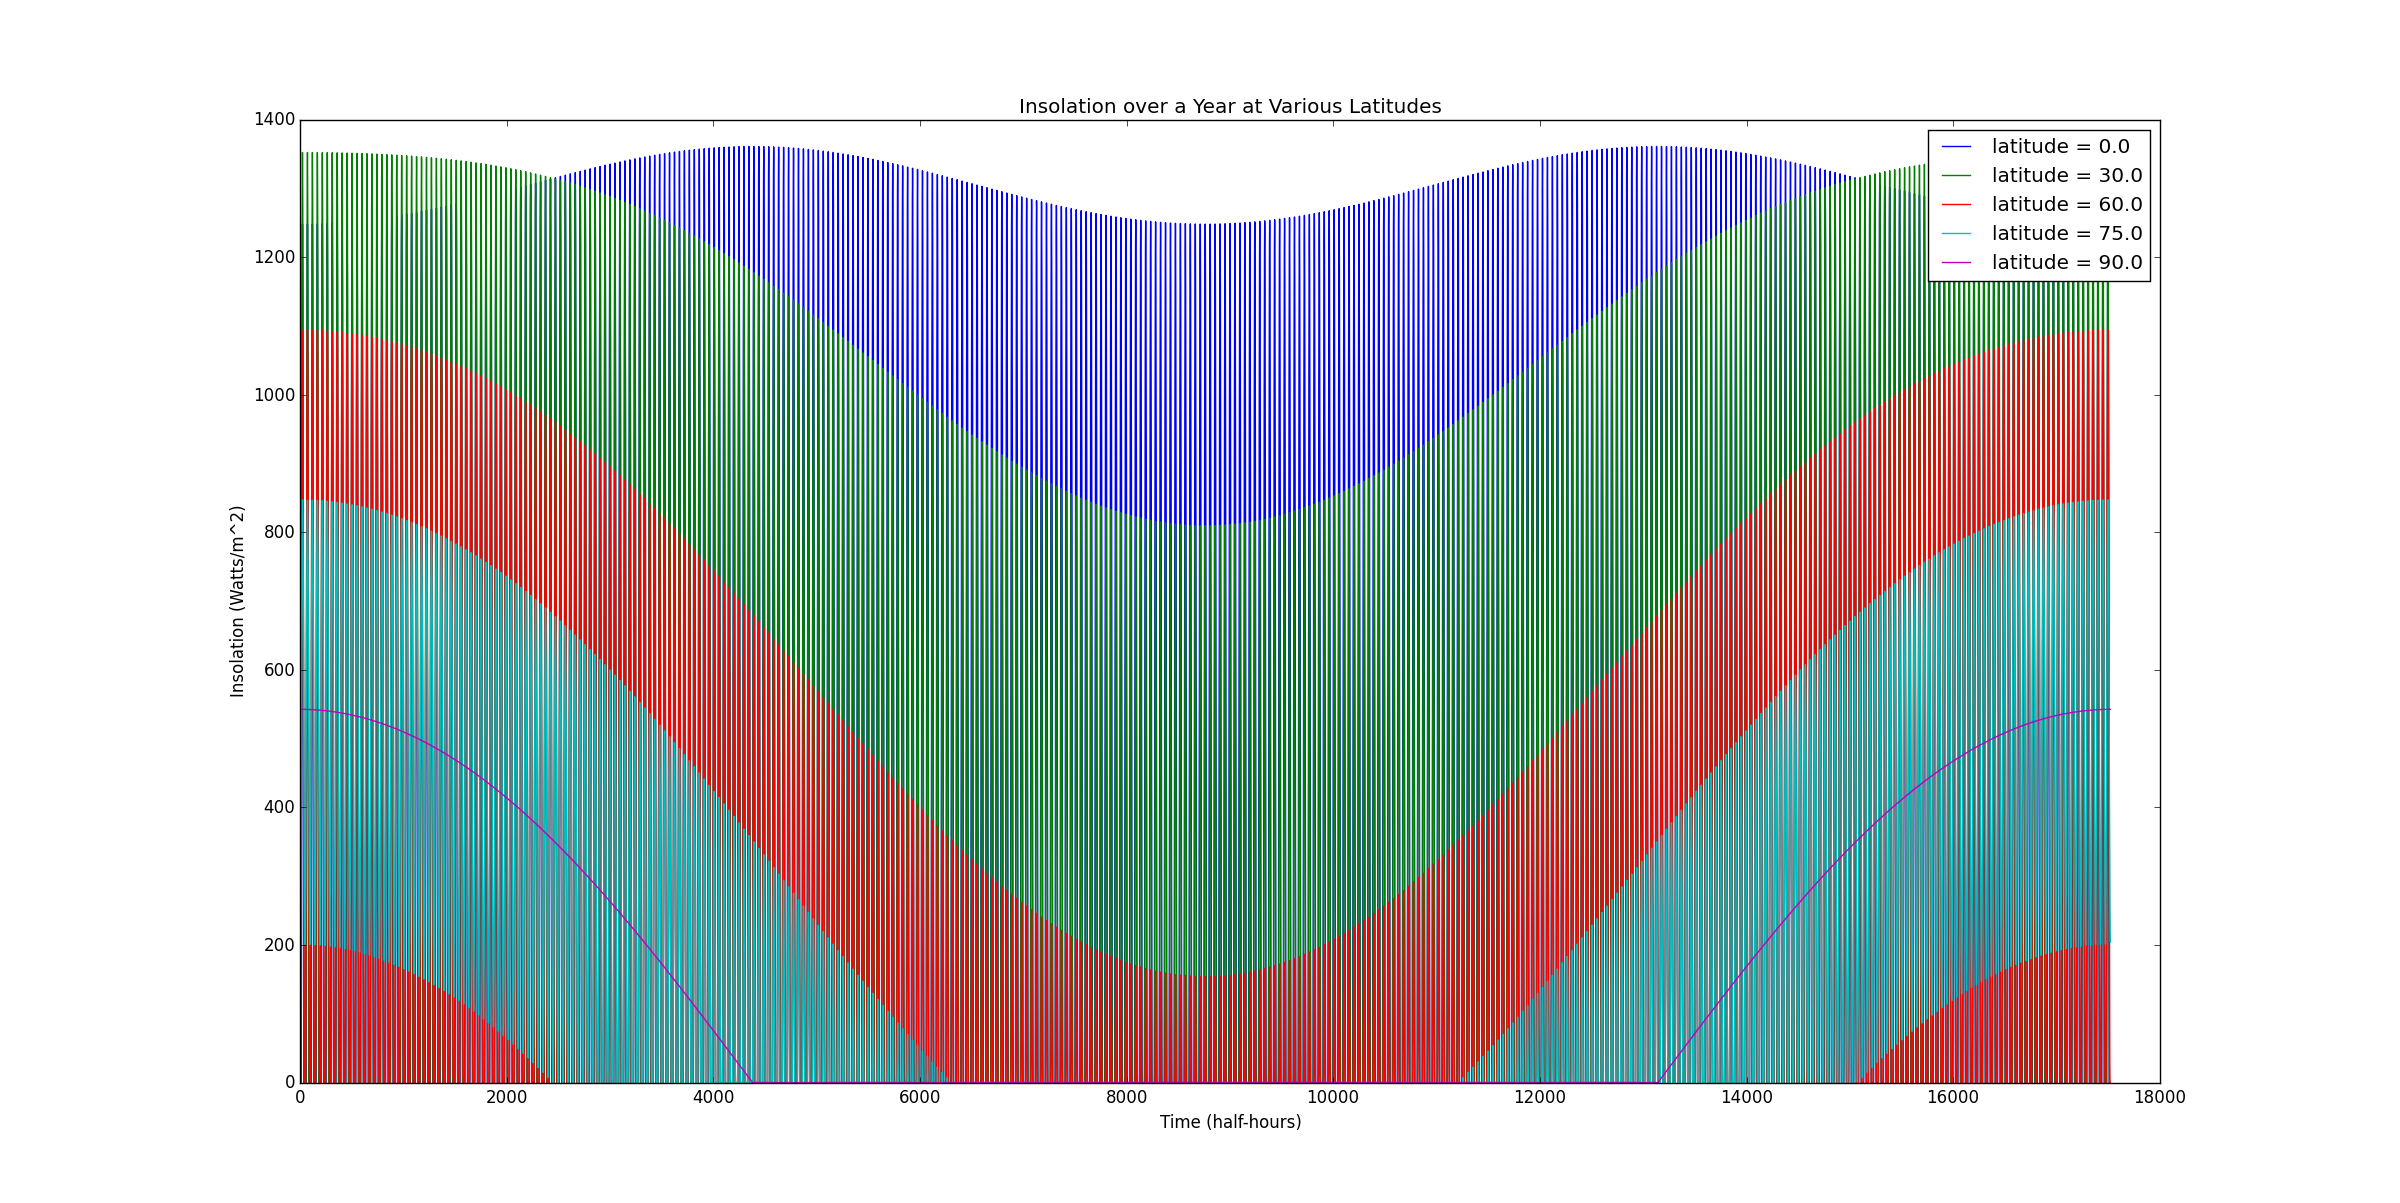 Insolation over a Year at Various Latitudes
1400
1200
1000
800
600
400
200
0
Insolation (Watts/m^2)
latitude = 0.0
latitude = 30.0
latitude = 60.0
latitude = 75.0
latitude = 90.0
0 2000 4000 6000 8000 10000 12000 14000 16000 18000
Time (half-hours)